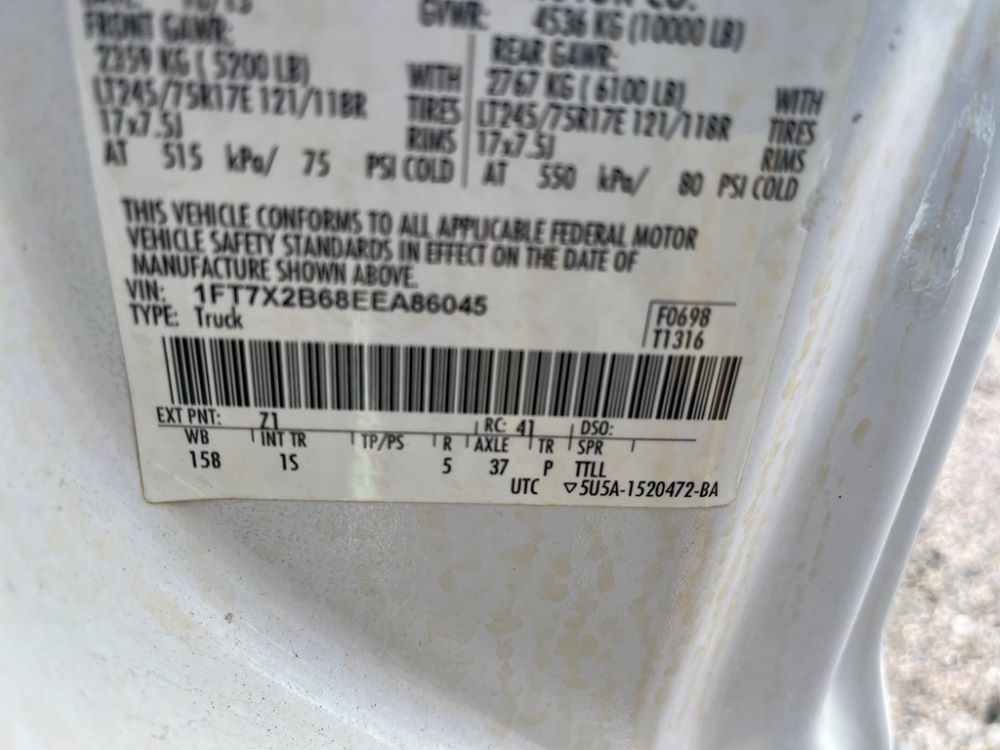 10/13
MOTOR CO.
GVWR: 4536 KG (10000 LB)
FRONT GAWR:
2359 KG ( 5200 LB)
WITH
LT245/75R17E 121/118R
TIRES
17x7.5J
RIMS
AT 515 kPa/ 75 PSI COLD
REAR GAWR:
2767 KG ( 6100 LB)
WITH
LT245/75R17E 121/118R
TIRES
17x7.5J
RIMS
AT 550 kPa/ 80 PSI COLD
THIS VEHICLE CONFORMS TO ALL APPLICABLE FEDERAL MOTOR
VEHICLE SAFETY STANDARDS IN EFFECT ON THE DATE OF
MANUFACTURE SHOWN ABOVE.
VIN: 1FT7X2B68EEA86045
TYPE: Truck
F0698
T1316
EXT PNT: Z1 RC: 41 DSO:
WB INT TR TP/PS R AXLE TR SPR
158 1S 5 37 P TTLL
UTC ▽5U5A-1520472-BA